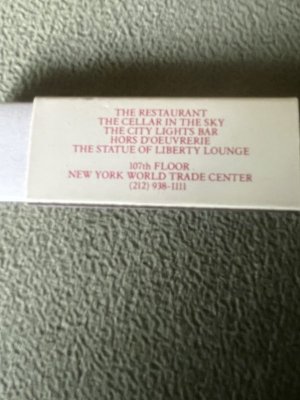 THE RESTAURANT
THE CELLAR IN THE SKY
THE CITY LIGHTS BAR
HORS D'OEUVRERIE
THE STATUE OF LIBERTY LOUNGE
107th FLOOR
NEW YORK WORLD TRADE CENTER
(212) 938-1111